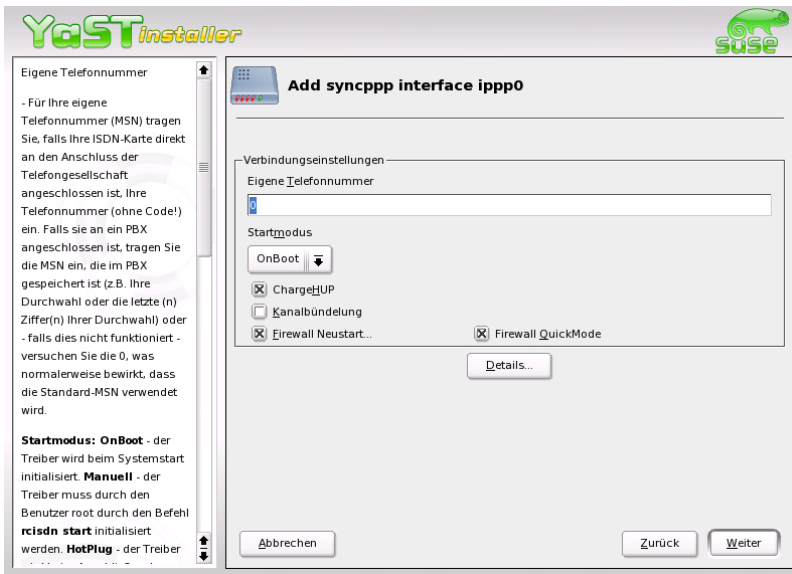 YaST installer
SUSE
Eigene Telefonnummer
- Für Ihre eigene
Telefonnummer (MSN) tragen
Sie, falls Ihre ISDN-Karte direkt
an den Anschluss der
Telefongesellschaft
angeschlossen ist, Ihre
Telefonnummer (ohne Code!)
ein. Falls sie an ein PBX
angeschlossen ist, tragen Sie
die MSN ein, die im PBX
gespeichert ist (z.B. Ihre
Durchwahl oder die letzte (n)
Ziffer(n) Ihrer Durchwahl) oder
- falls dies nicht funktioniert -
versuchen Sie die 0, was
normalerweise bewirkt, dass
die Standard-MSN verwendet
wird.
Startmodus: OnBoot - der
Treiber wird beim Systemstart
initialisiert. Manuell - der
Treiber muss durch den
Benutzer root durch den Befehl
rcisdn start initialisiert
werden. HotPlug - der Treiber
Add syncppp interface ippp0
Verbindungseinstellungen
Eigene Telefonnummer
0
Startmodus
OnBoot
ChargeHUP
Kanalbündelung
Firewall Neustart...
Firewall QuickMode
Details...
Abbrechen
Zurück
Weiter